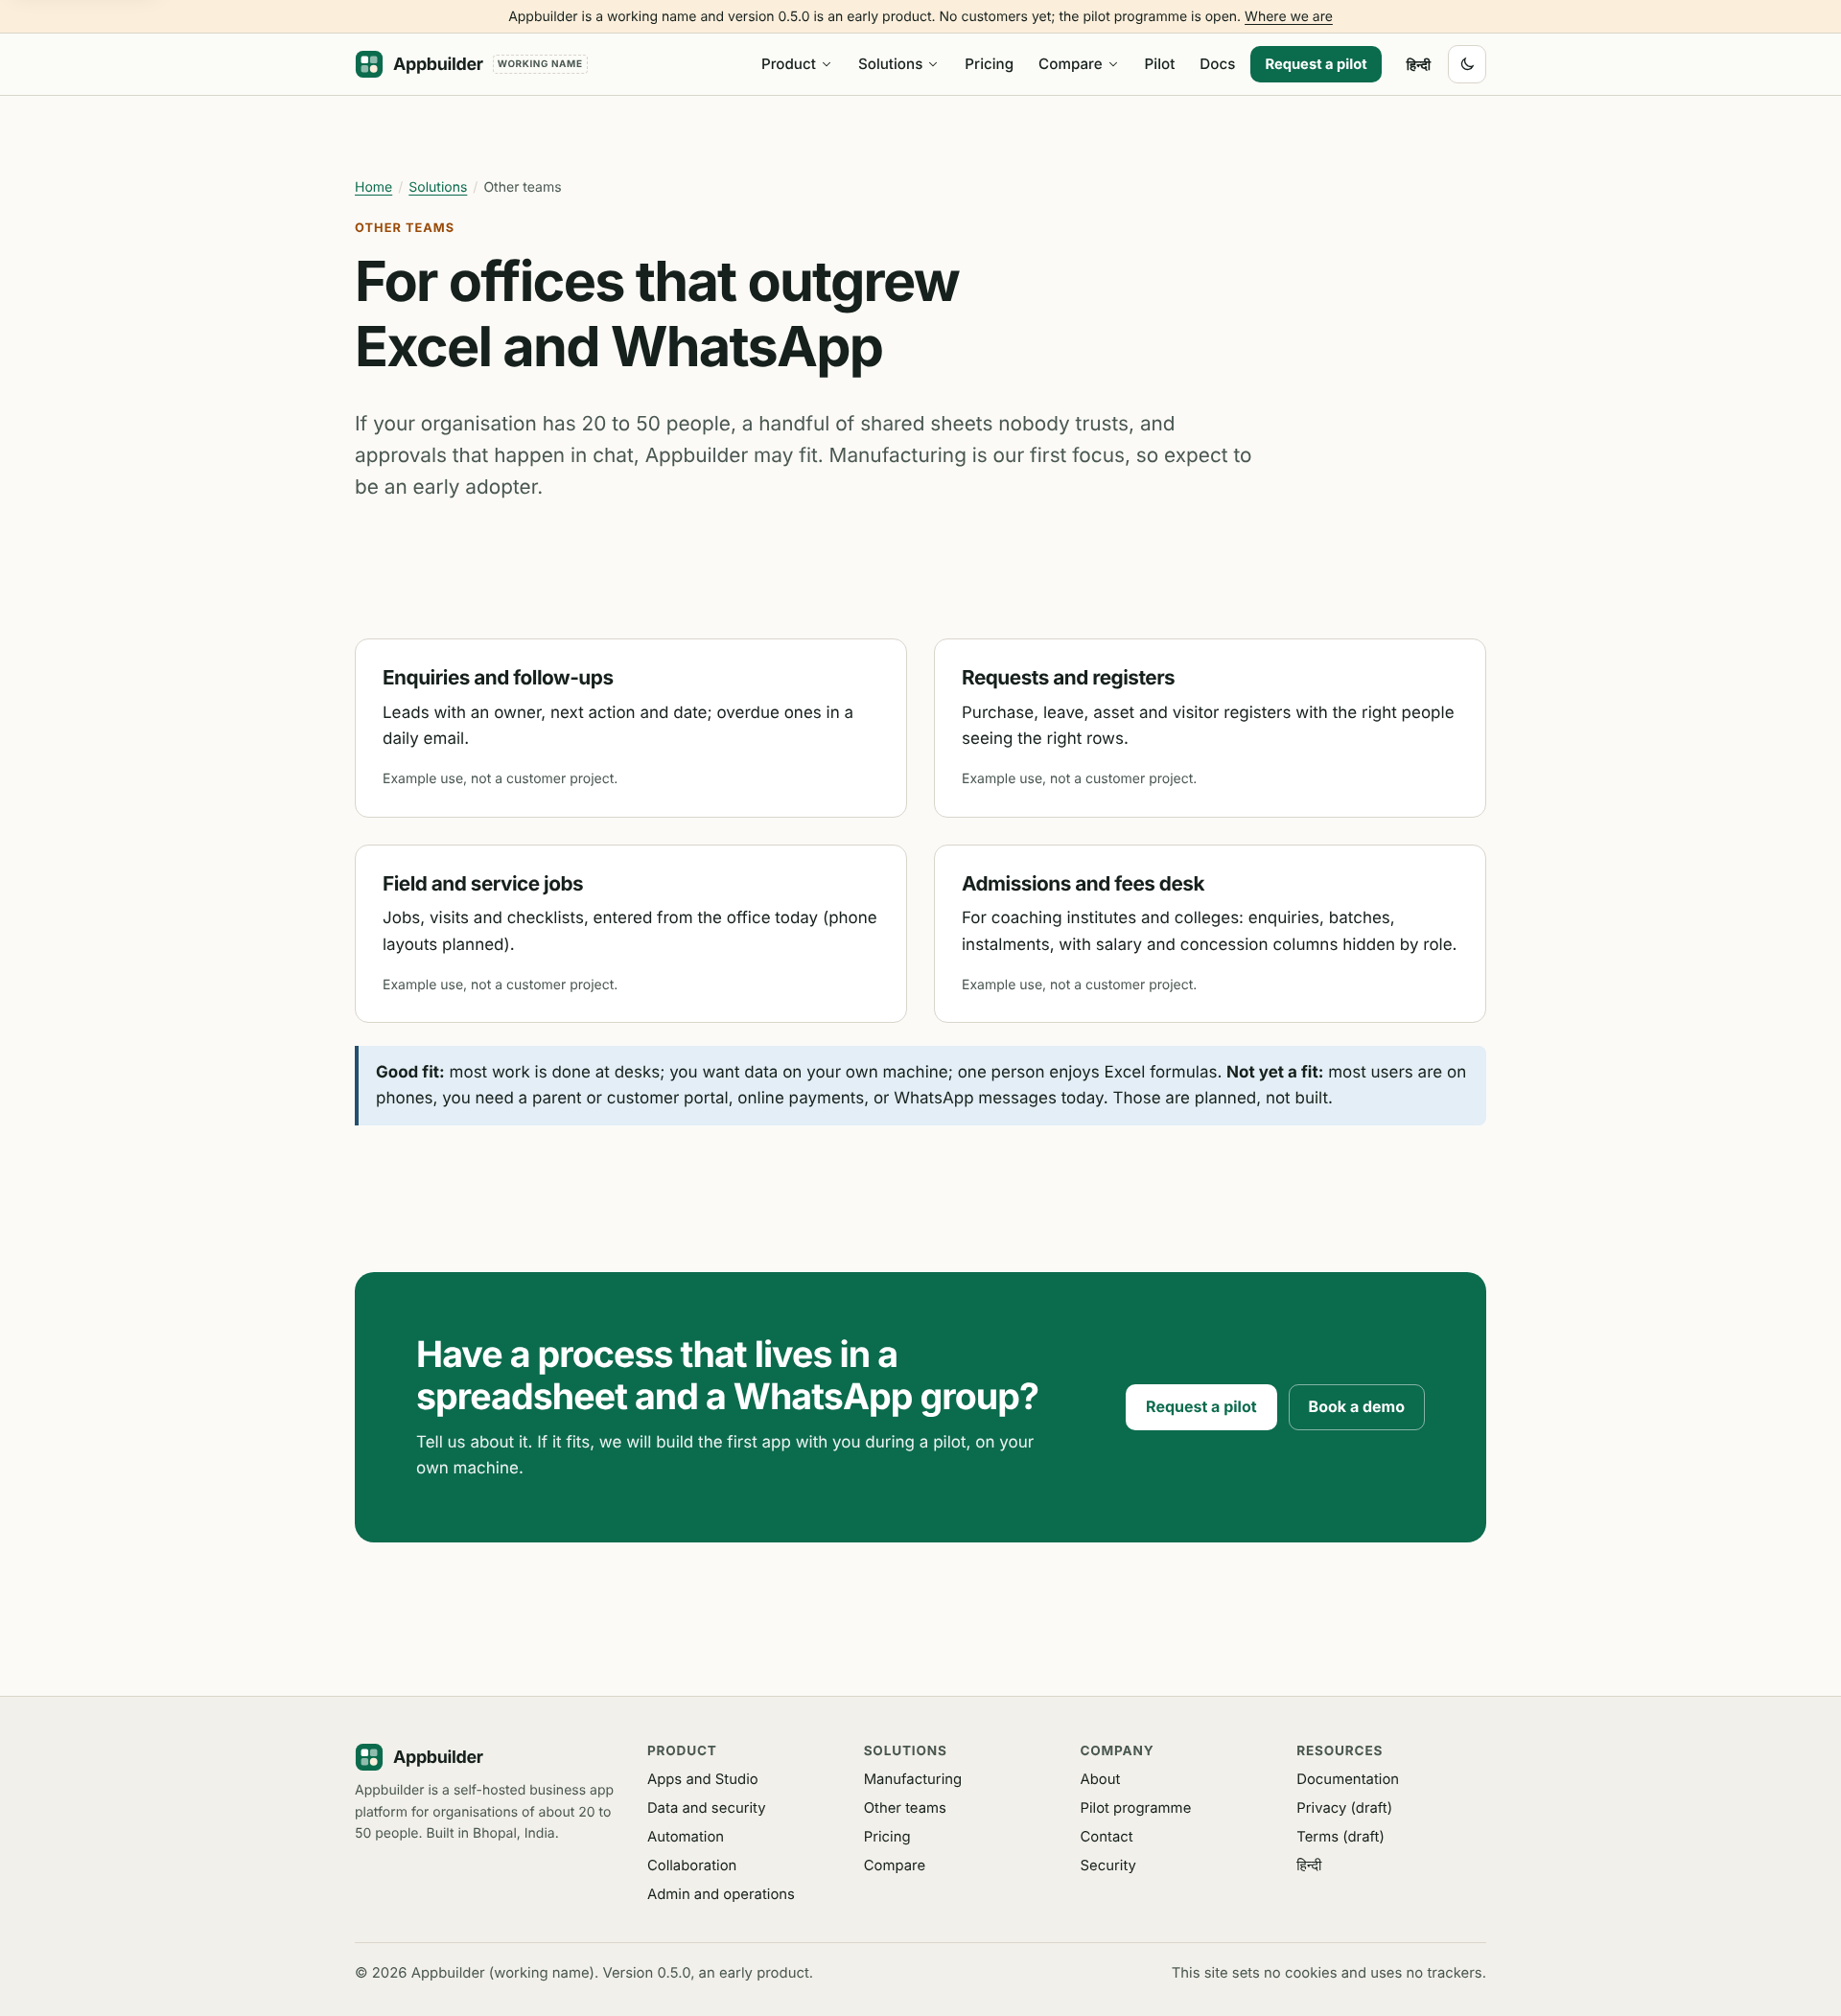 Appbuilder is a working name and version 0.5.0 is an early product. No customers yet; the pilot programme is open. Where we are
Appbuilder WORKING NAME Product Solutions Pricing Compare Pilot Docs Request a pilot हिन्दी
Home / Solutions / Other teams
OTHER TEAMS
For offices that outgrew
Excel and WhatsApp
If your organisation has 20 to 50 people, a handful of shared sheets nobody trusts, and
approvals that happen in chat, Appbuilder may fit. Manufacturing is our first focus, so expect to
be an early adopter.
Enquiries and follow-ups
Leads with an owner, next action and date; overdue ones in a
daily email.
Example use, not a customer project.
Requests and registers
Purchase, leave, asset and visitor registers with the right people
seeing the right rows.
Example use, not a customer project.
Field and service jobs
Jobs, visits and checklists, entered from the office today (phone
layouts planned).
Example use, not a customer project.
Admissions and fees desk
For coaching institutes and colleges: enquiries, batches,
instalments, with salary and concession columns hidden by role.
Example use, not a customer project.
Good fit: most work is done at desks; you want data on your own machine; one person enjoys Excel formulas. Not yet a fit: most users are on
phones, you need a parent or customer portal, online payments, or WhatsApp messages today. Those are planned, not built.
Have a process that lives in a
spreadsheet and a WhatsApp group?
Tell us about it. If it fits, we will build the first app with you during a pilot, on your
own machine.
Request a pilot
Book a demo
Appbuilder
Appbuilder is a self-hosted business app
platform for organisations of about 20 to
50 people. Built in Bhopal, India.
PRODUCT
Apps and Studio
Data and security
Automation
Collaboration
Admin and operations
SOLUTIONS
Manufacturing
Other teams
Pricing
Compare
COMPANY
About
Pilot programme
Contact
Security
RESOURCES
Documentation
Privacy (draft)
Terms (draft)
हिन्दी
© 2026 Appbuilder (working name). Version 0.5.0, an early product.
This site sets no cookies and uses no trackers.